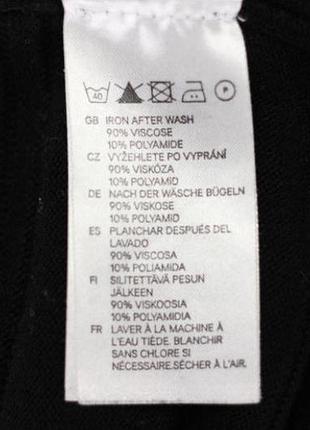 40 P
GB IRON AFTER WASH
90% VISCOSE
10% POLYAMIDE
CZ VYŽEHLETE PO VYPRÁNÍ
90% VISKÓZA
10% POLYAMID
DE NACH DER WÄSCHE BÜGELN
90% VISKOSE
10% POLYAMID
ES PLANCHAR DESPUÉS DEL
LAVADO
90% VISCOSA
10% POLIAMIDA
FI SILITETTÄVÄ PESUN
JÄLKEEN
90% VISKOOSIA
10% POLYAMIDIA
FR LAVER À LA MACHINE À
L'EAU TIÈDE. BLANCHIR
SANS CHLORE SI
NÉCESSAIRE.SÉCHER À L'AIR.